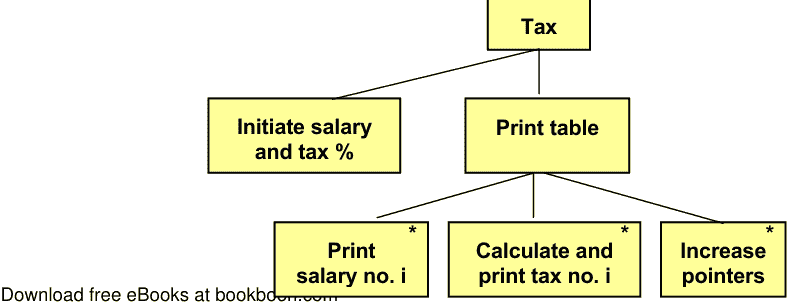 Tax
Initiate salary
and tax %
Print table
*
Print
salary no. i
*
Calculate and
print tax no. i
*
Increase
pointers
Download free eBooks at bookboon.com